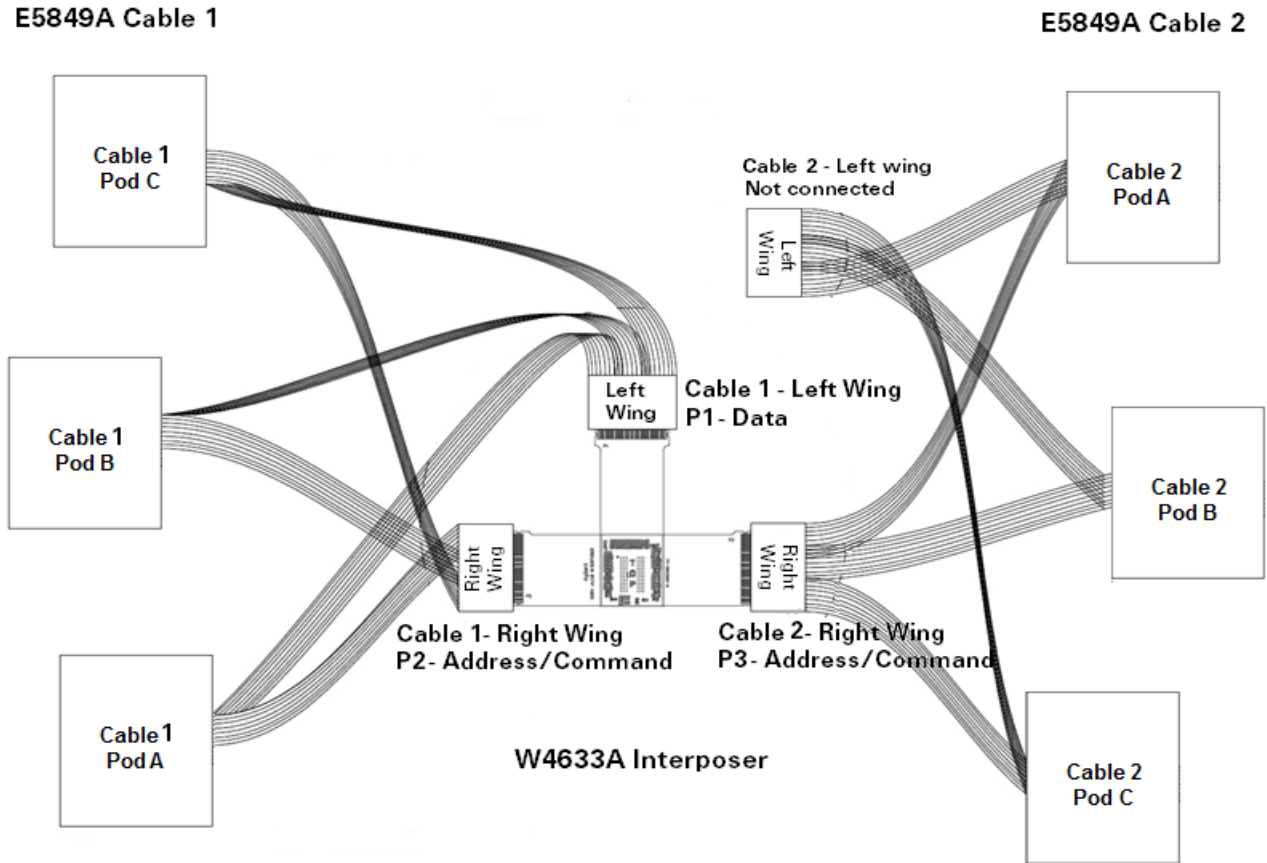 E5849A Cable 1
E5849A Cable 2
Cable 1
Pod C
Cable 2 - Left wing
Not connected
Cable 2
Pod A
Left
Wing
Left
Wing
Cable 1 - Left Wing
P1- Data
Cable 1
Pod B
Cable 2
Pod B
Right
Wing
Right
Wing
Cable 1- Right Wing
P2- Address/Command
Cable 2- Right Wing
P3- Address/Command
Cable 1
Pod A
W4633A Interposer
Cable 2
Pod C